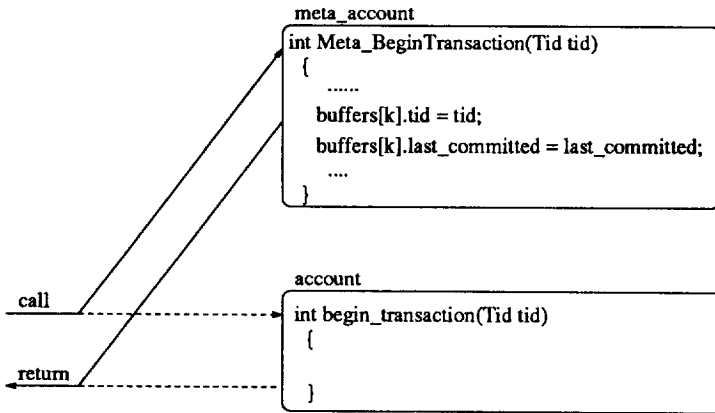 meta_account
int Meta_BeginTransaction(Tid tid)
{
......
buffers[k].tid = tid;
buffers[k].last_committed = last_committed;
....
}
account
call
int begin_transaction(Tid tid)
{
return
}